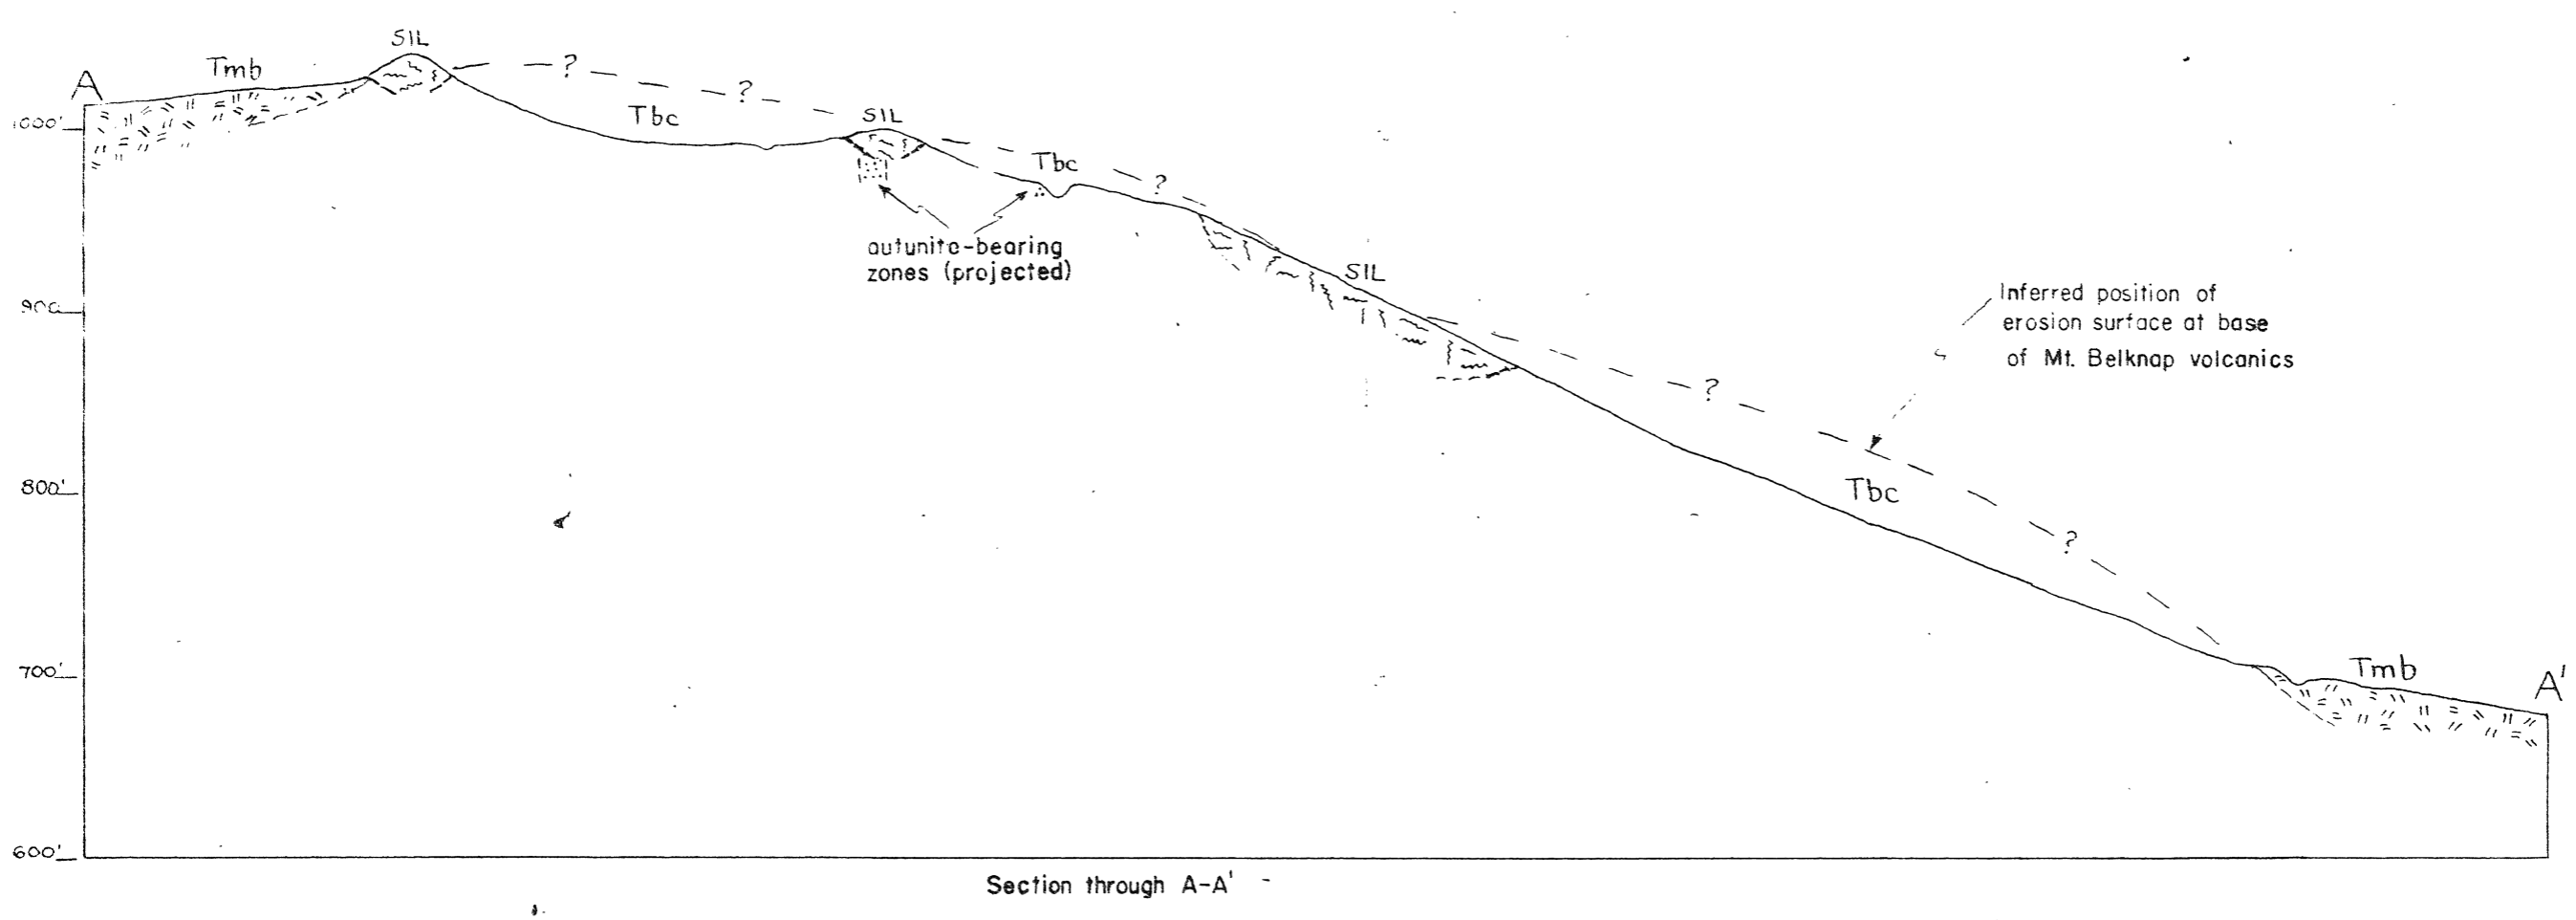 SIL
Tmb
A
?
?
1000'
Tbc
SIL
Tbc
?
autunite-bearing
zones (projected)
SIL
900'
Inferred position of
erosion surface at base
of Mt. Belknap volcanics
?
800'
Tbc
?
700'
Tmb
A'
600'
Section through A-A'